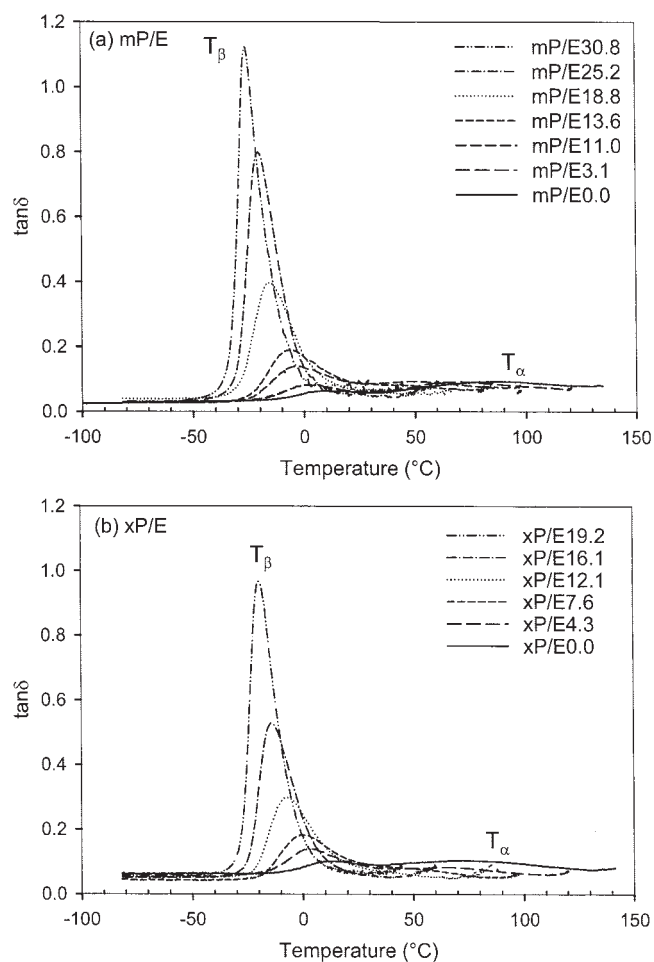 (a) mP/E
Tβ
mP/E30.8
mP/E25.2
mP/E18.8
mP/E13.6
mP/E11.0
mP/E3.1
mP/E0.0
Tα
1.2
1.0
0.8
0.6
0.4
0.2
0.0
tanδ
-100 -50 0 50 100 150
Temperature (°C)
(b) xP/E
Tβ
xP/E19.2
xP/E16.1
xP/E12.1
xP/E7.6
xP/E4.3
xP/E0.0
Tα
1.2
1.0
0.8
0.6
0.4
0.2
0.0
tanδ
-100 -50 0 50 100 150
Temperature (°C)